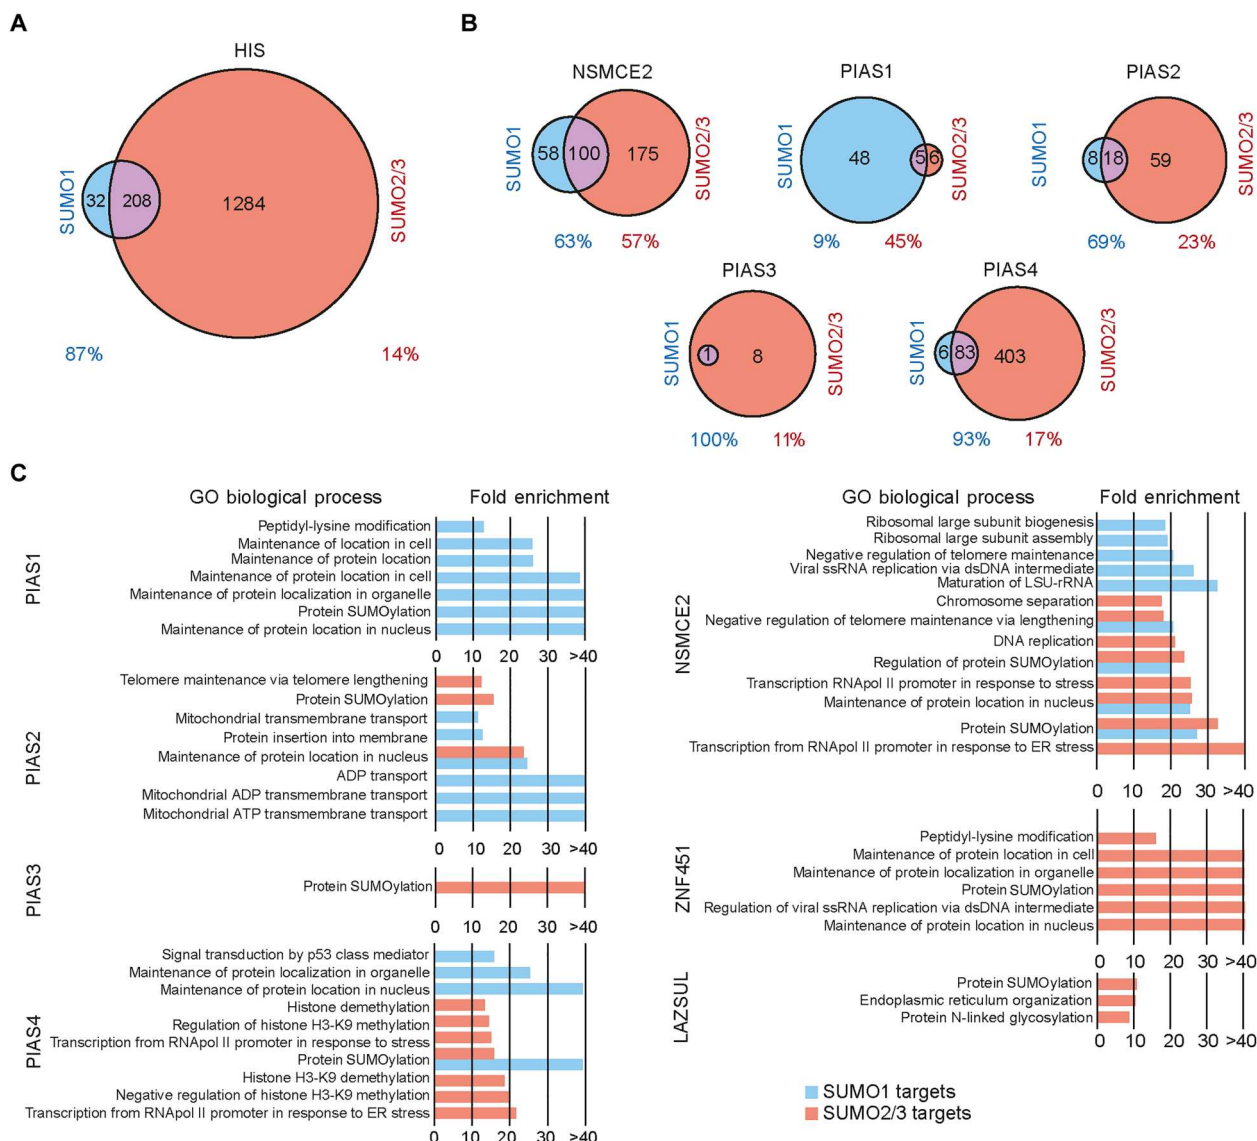 A
HIS
SUMO1
32
208
1284
SUMO2/3
87%
14%
B
NSMCE2
SUMO1
58
100
175
SUMO2/3
63%
57%
PIAS1
48
5
6
SUMO2/3
9%
45%
PIAS2
SUMO1
8
18
59
SUMO2/3
69%
23%
PIAS3
SUMO1
1
8
SUMO2/3
100%
11%
PIAS4
SUMO1
6
83
403
SUMO2/3
93%
17%
C
GO biological process Fold enrichment
PIAS1
Peptidyl-lysine modification
Maintenance of location in cell
Maintenance of protein location
Maintenance of protein location in cell
Maintenance of protein localization in organelle
Protein SUMOylation
Maintenance of protein location in nucleus
0 10 20 30 >40
PIAS2
Telomere maintenance via telomere lengthening
Protein SUMOylation
Mitochondrial transmembrane transport
Protein insertion into membrane
Maintenance of protein location in nucleus
ADP transport
Mitochondrial ADP transmembrane transport
Mitochondrial ATP transmembrane transport
0 10 20 30 >40
PIAS3
Protein SUMOylation
0 10 20 30 >40
PIAS4
Signal transduction by p53 class mediator
Maintenance of protein localization in organelle
Maintenance of protein location in nucleus
Histone demethylation
Regulation of histone H3-K9 methylation
Transcription from RNApol II promoter in response to stress
Protein SUMOylation
Histone H3-K9 demethylation
Negative regulation of histone H3-K9 methylation
Transcription from RNApol II promoter in response to ER stress
0 10 20 30 >40
GO biological process Fold enrichment
NSMCE2
Ribosomal large subunit biogenesis
Ribosomal large subunit assembly
Negative regulation of telomere maintenance
Viral ssRNA replication via dsDNA intermediate
Maturation of LSU-rRNA
Chromosome separation
Negative regulation of telomere maintenance via lengthening
DNA replication
Regulation of protein SUMOylation
Transcription RNApol II promoter in response to stress
Maintenance of protein location in nucleus
Protein SUMOylation
Transcription from RNApol II promoter in response to ER stress
0 10 20 30 >40
ZNF451
Peptidyl-lysine modification
Maintenance of protein location in cell
Maintenance of protein localization in organelle
Protein SUMOylation
Regulation of viral ssRNA replication via dsDNA intermediate
Maintenance of protein location in nucleus
0 10 20 30 >40
LAZSUL
Protein SUMOylation
Endoplasmic reticulum organization
Protein N-linked glycosylation
0 10 20 30 >40
SUMO1 targets
SUMO2/3 targets